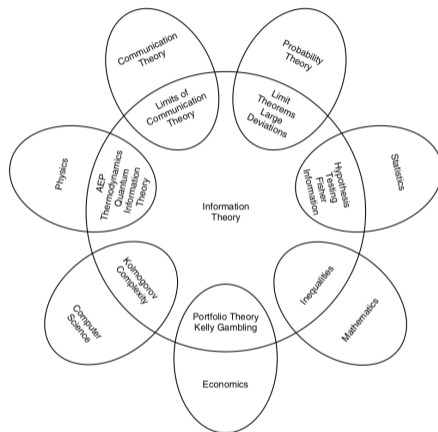 Communication
Theory
Probability
Theory
Limits of
Communication
Theory
Limit
Theorems
Large
Deviations
Physics
AEP
Thermodynamics
Quantum
Information
Theory
Information
Theory
Hypothesis
Testing
Fisher
Information
Statistics
Computer
Science
Kolmogorov
Complexity
Portfolio Theory
Kelly Gambling
Economics
Inequalities
Mathematics